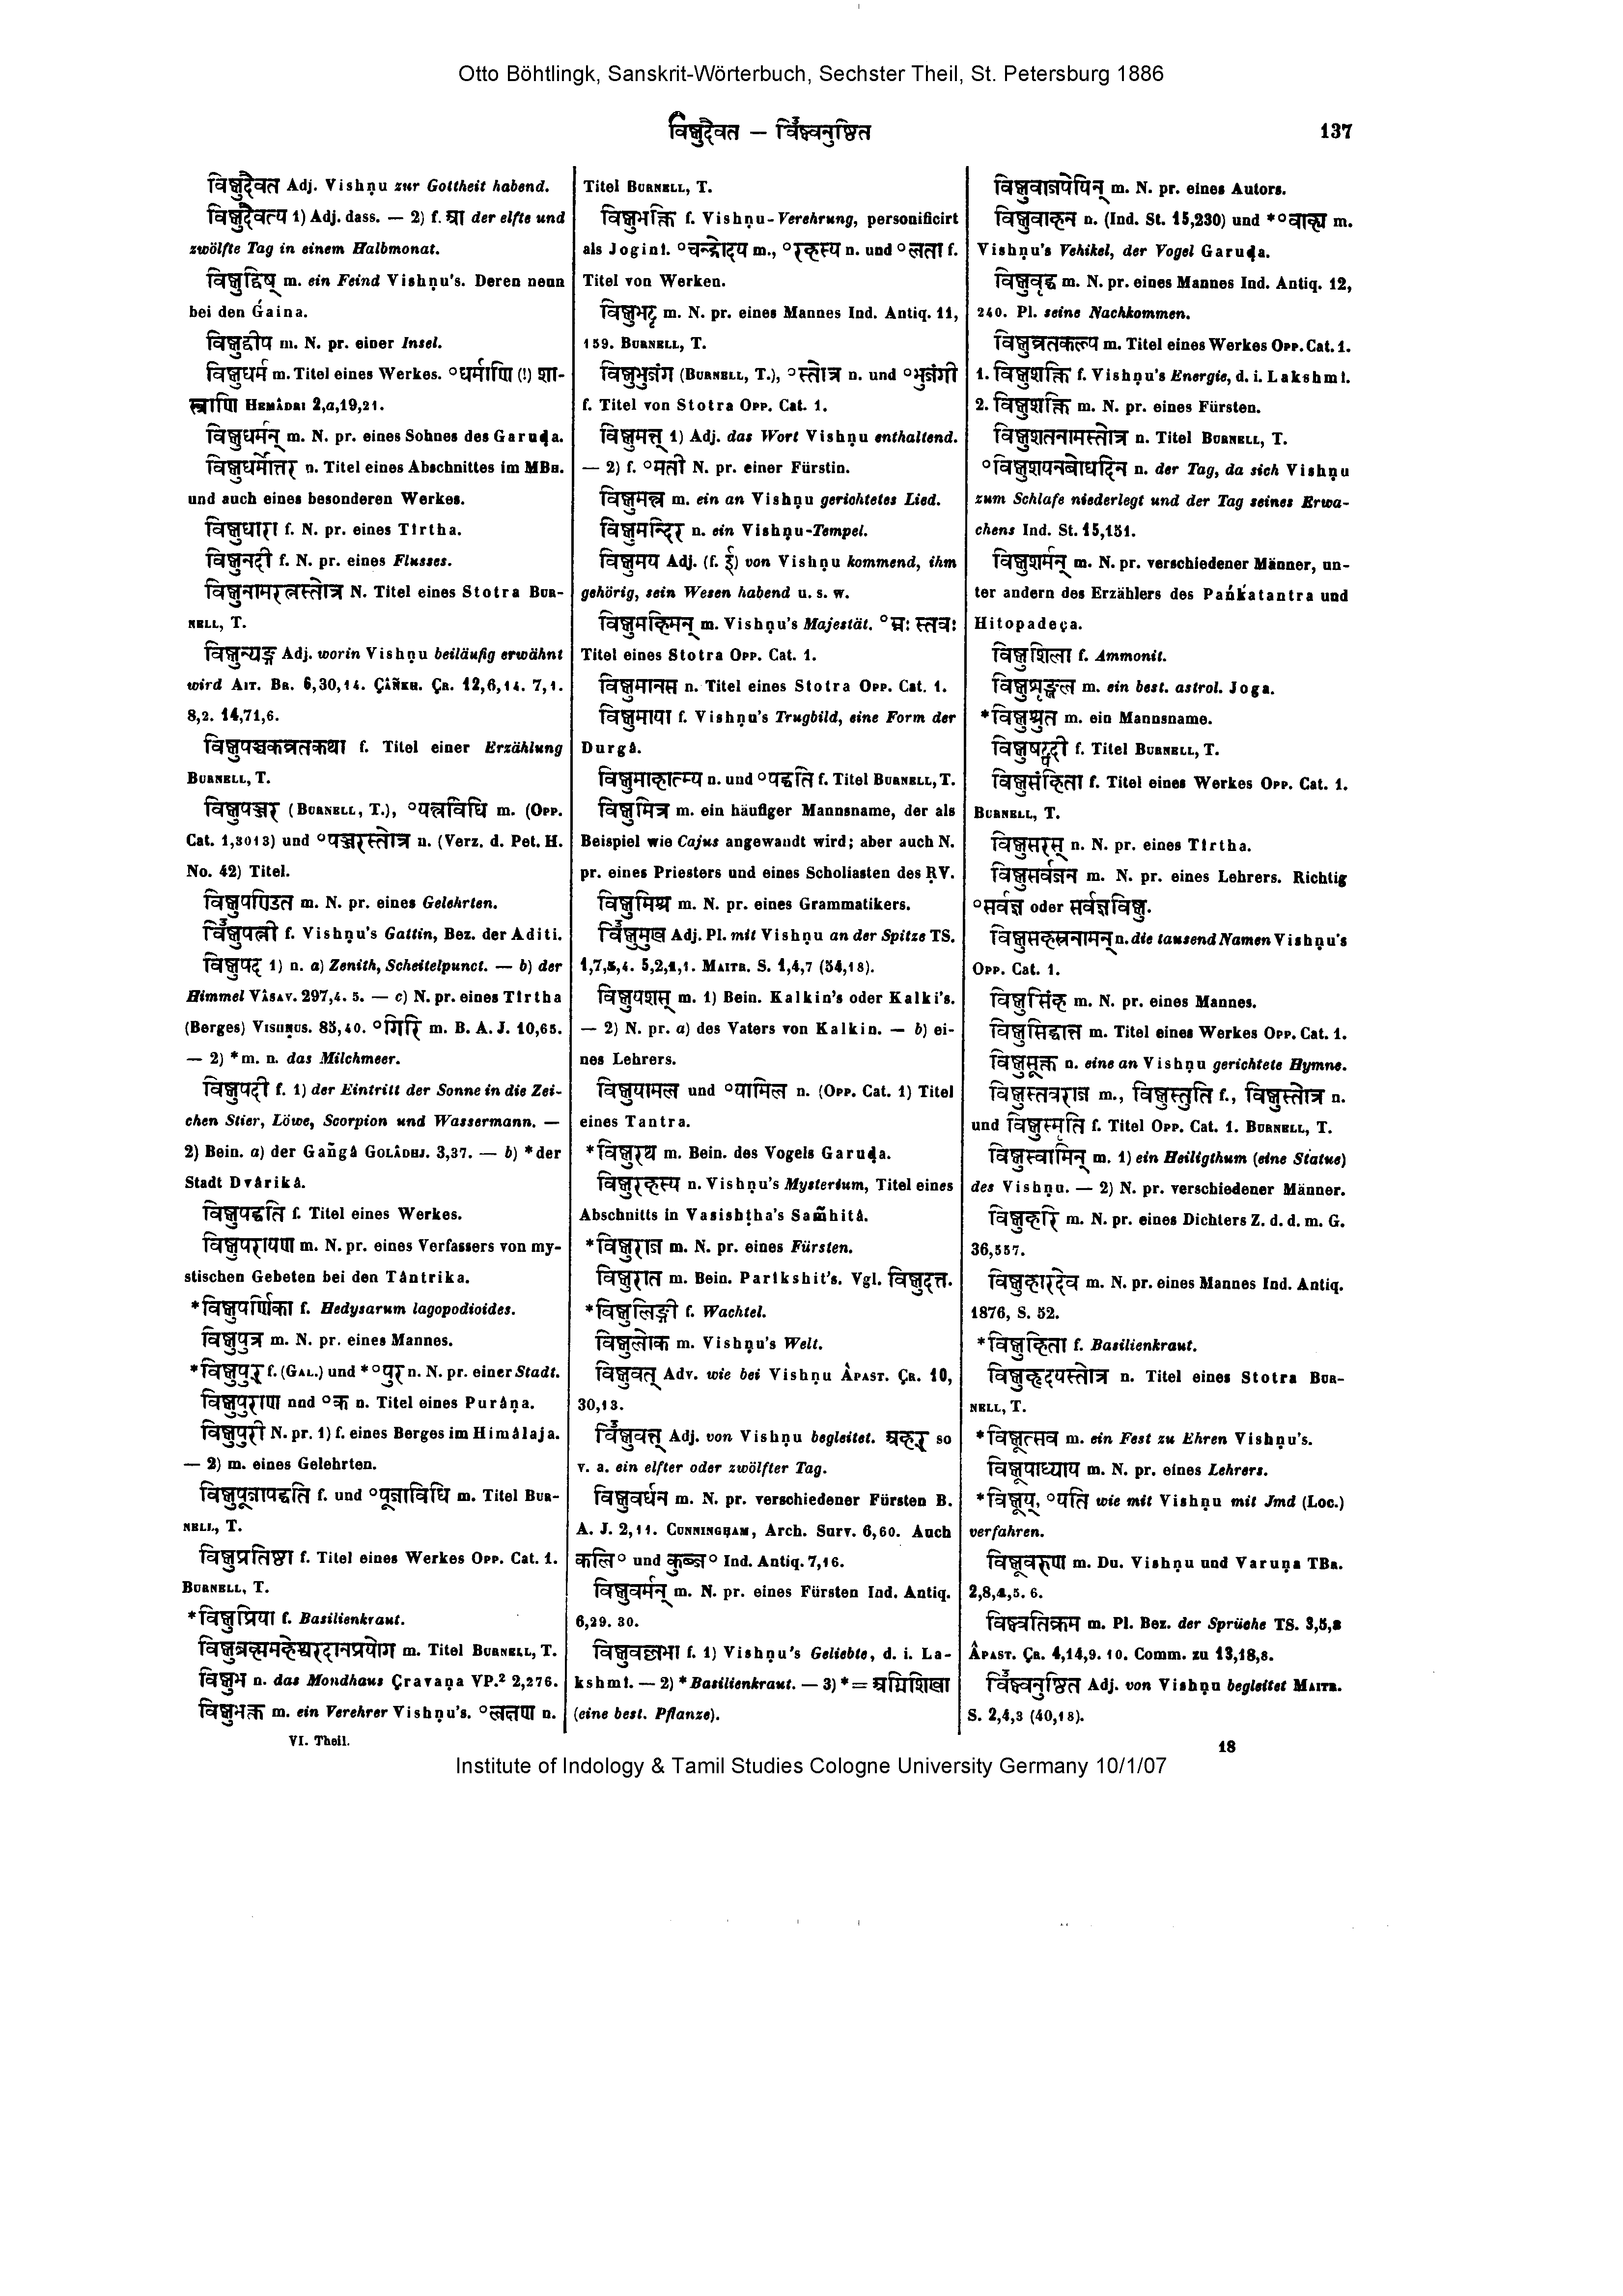 Otto Böhtlingk, Sanskrit-Wörterbuch, Sechster Theil, St. Petersburg 1886
विष्णुदैवत — विष्ण्वनुष्ठित
137
विष्णुदैवत Adj. Vishṇu zur Gottheit habend.
विष्णुदैवत्य 1) Adj. dass. — 2) f. आ der elfte und
zwölfte Tag in einem Halbmonat.
विष्णुद्विष् m. ein Feind Vishṇu's. Deren neun
bei den Ǵaina.
विष्णुद्वीप m. N. pr. einer Insel.
विष्णुधर्म m. Titel eines Werkes. °धर्माणि (!) शा-
स्त्राणि HEMÂDRI 2,a,19,21.
विष्णुधर्मन् m. N. pr. eines Sohnes des Garuḍa.
विष्णुधर्मोत्तर n. Titel eines Abschnittes im MBH.
und auch eines besonderen Werkes.
विष्णुधारा f. N. pr. eines Tîrtha.
विष्णुनदी f. N. pr. eines Flusses.
विष्णुनामरत्नस्तोत्र N. Titel eines Stotra BUR-
NELL, T.
विष्णुन्यङ्ग Adj. worin Vishṇu beiläufig erwähnt
wird AIT. BR. 6,30,14. ÇÂÑKH. ÇR. 12,6,14. 7,1.
8,2. 14,71,6.
विष्णुपञ्चकव्रतकथा f. Titel einer Erzählung
BURNELL, T.
विष्णुपञ्जर (BURNELL, T.), °यन्त्रविधि m. (OPP.
Cat. 1,3013) und °पञ्जरस्तोत्र n. (Verz. d. Pet. H.
No. 42) Titel.
विष्णुपण्डित m. N. pr. eines Gelehrten.
विष्णुपत्नी f. Vishṇu's Gattin, Bez. der Aditi.
विष्णुपद 1) n. a) Zenith, Scheitelpunct. — b) der
Himmel VÂSAV. 297,4. 5. — c) N. pr. eines Tîrtha
(Berges) VISHṆUS. 85,40. °गिरि m. B. A. J. 10,65.
— 2) *m. n. das Milchmeer.
विष्णुपदी f. 1) der Eintritt der Sonne in die Zei-
chen Stier, Löwe, Scorpion und Wassermann. —
2) Bein. a) der Gañgâ GOLÂDHJ. 3,37. — b) *der
Stadt Dvârikâ.
विष्णुपद्धति f. Titel eines Werkes.
विष्णुपरायण m. N. pr. eines Verfassers von my-
stischen Gebeten bei den Tântrika.
*विष्णुपर्णिका f. Hedysarum lagopodioides.
विष्णुपुत्र m. N. pr. eines Mannes.
*विष्णुपुर् f. (GAL.) und *°पुर n. N. pr. einer Stadt.
विष्णुपुराण und °क n. Titel eines Purâṇa.
विष्णुपुरी N. pr. 1) f. eines Berges im Himâlaja.
— 2) m. eines Gelehrten.
विष्णुपूजापद्धति f. und °पूजाविधि m. Titel BUR-
NELL, T.
विष्णुप्रतिष्ठा f. Titel eines Werkes OPP. Cat. 1.
BURNELL, T.
*विष्णुप्रिया f. Basilienkraut.
विष्णुब्रह्ममहेश्वरदानप्रयोग m. Titel BURNELL, T.
विष्णुभ n. das Mondhaus Çravaṇa VP.² 2,276.
विष्णुभक्त m. ein Verehrer Vishṇu's. °लक्षण n.
VI. Theil.
Titel BURNELL, T.
विष्णुभक्ति f. Vishṇu-Verehrung, personificirt
als Joginî. °चन्द्रोदय m., °रहस्य n. und °लता f.
Titel von Werken.
विष्णुभट्ट m. N. pr. eines Mannes Ind. Antiq. 11,
159. BURNELL, T.
विष्णुभुजंग (BURNELL, T.), °स्तोत्र n. und °भुजंगी
f. Titel von Stotra OPP. Cat. 1.
विष्णुमत्त् 1) Adj. das Wort Vishṇu enthaltend.
— 2) f. °मती N. pr. einer Fürstin.
विष्णुमन्त्र m. ein an Vishṇu gerichtetes Lied.
विष्णुमन्दिर n. ein Vishṇu-Tempel.
विष्णुमय Adj. (f. ई) von Vishṇu kommend, ihm
gehörig, sein Wesen habend u. s. w.
विष्णुमहिमन् m. Vishṇu's Majestät. °म्नः स्तवः
Titel eines Stotra OPP. Cat. 1.
विष्णुमानस n. Titel eines Stotra OPP. Cat. 1.
विष्णुमाया f. Vishṇu's Trugbild, eine Form der
Durgâ.
विष्णुमाहात्म्य n. und °पद्धति f. Titel BURNELL, T.
विष्णुमित्र m. ein häufiger Mannsname, der als
Beispiel wie Cajus angewandt wird; aber auch N.
pr. eines Priesters und eines Scholiasten des ṚV.
विष्णुमिश्र m. N. pr. eines Grammatikers.
विष्णुमुख Adj. Pl. mit Vishṇu an der Spitze TS.
1,7,5,4. 5,2,1,1. MAITR. S. 1,4,7 (54,18).
विष्णुयशस् m. 1) Bein. Kalkin's oder Kalki's.
— 2) N. pr. a) des Vaters von Kalkin. — b) ei-
nes Lehrers.
विष्णुयामल und °यामिल n. (OPP. Cat. 1) Titel
eines Tantra.
*विष्णुरथ m. Bein. des Vogels Garuḍa.
विष्णुरहस्य n. Vishṇu's Mysterium, Titel eines
Abschnitts in Vasishṭha's Sam̃hitâ.
*विष्णुराज m. N. pr. eines Fürsten.
विष्णुरात m. Bein. Parikshit's. Vgl. विष्णुदत्त.
*विष्णुलिङ्गी f. Wachtel.
विष्णुलोक m. Vishṇu's Welt.
विष्णुवत् Adv. wie bei Vishṇu ÂPAST. ÇR. 10,
30,13.
विष्णुवत्त् Adj. von Vishṇu begleitet. अहर् so
v. a. ein elfter oder zwölfter Tag.
विष्णुवर्धन m. N. pr. verschiedener Fürsten B.
A. J. 2,11. CUNNINGHAM, Arch. Surv. 6,60. Auch
कलि° und कुब्ज° Ind. Antiq. 7,16.
विष्णुवर्मन् m. N. pr. eines Fürsten Ind. Antiq.
6,29. 30.
विष्णुवल्लभा f. 1) Vishṇu's Geliebte, d. i. La-
kshmî. — 2) *Basilienkraut. — 3) *= अग्निशिखा
(eine best. Pflanze).
विष्णुवाजपेयिन् m. N. pr. eines Autors.
विष्णुवाहन n. (Ind. St. 15,230) und *°वाह्य m.
Vishṇu's Vehikel, der Vogel Garuḍa.
विष्णुवृद्ध m. N. pr. eines Mannes Ind. Antiq. 12,
240. Pl. seine Nachkommen.
विष्णुव्रतकल्प m. Titel eines Werkes OPP. Cat. 1.
1. विष्णुशक्ति f. Vishṇu's Energie, d. i. Lakshmî.
2. विष्णुशक्ति m. N. pr. eines Fürsten.
विष्णुशतनामस्तोत्र n. Titel BURNELL, T.
°विष्णुशयनबोधदिन n. der Tag, da sich Vishṇu
zum Schlafe niederlegt und der Tag seines Erwa-
chens Ind. St. 15,151.
विष्णुशर्मन् m. N. pr. verschiedener Männer, un-
ter andern des Erzählers des Pańḱatantra und
Hitopadeça.
विष्णुशिला f. Ammonit.
विष्णुशृङ्खल m. ein best. astrol. Joga.
*विष्णुश्रुत m. ein Mannsname.
विष्णुषट्पदी f. Titel BURNELL, T.
विष्णुसंहिता f. Titel eines Werkes OPP. Cat. 1.
BURNELL, T.
विष्णुसरस् n. N. pr. eines Tîrtha.
विष्णुसर्वज्ञन m. N. pr. eines Lehrers. Richtig
°सर्वज्ञ oder सर्वज्ञविष्णु.
विष्णुसहस्रनामन् n. die tausend Namen Vishṇu's
OPP. Cat. 1.
विष्णुसिंह m. N. pr. eines Mannes.
विष्णुसिद्धान्त m. Titel eines Werkes OPP. Cat. 1.
विष्णुसूक्त n. eine an Vishṇu gerichtete Hymne.
विष्णुस्तवराज m., विष्णुस्तुति f., विष्णुस्तोत्र n.
und विष्णुस्मृति f. Titel OPP. Cat. 1. BURNELL, T.
विष्णुस्वामिन् m. 1) ein Heiligthum (eine Statue)
des Vishṇu. — 2) N. pr. verschiedener Männer.
विष्णुहरि m. N. pr. eines Dichters Z. d. d. m. G.
36,557.
विष्णुहारदेव m. N. pr. eines Mannes Ind. Antiq.
1876, S. 52.
*विष्णुहिता f. Basilienkraut.
विष्णुहृदयस्तोत्र n. Titel eines Stotra BUR-
NELL, T.
*विष्णूत्सव m. ein Fest zu Ehren Vishṇu's.
विष्णूपाध्याय m. N. pr. eines Lehrers.
*विष्णूय्, °यति wie mit Vishṇu mit Jmd (Loc.)
verfahren.
विष्णूवरुण m. Du. Vishṇu und Varuṇa TBR.
2,8,4,5. 6.
विष्ण्वतिक्रम m. Pl. Bez. der Sprüche TS. 3,5,3
ÂPAST. ÇR. 4,14,9. 10. Comm. zu 13,18,8.
विष्ण्वनुष्ठित Adj. von Vishṇu begleitet MAITR.
S. 2,4,3 (40,18).
18
Institute of Indology & Tamil Studies Cologne University Germany 10/1/07